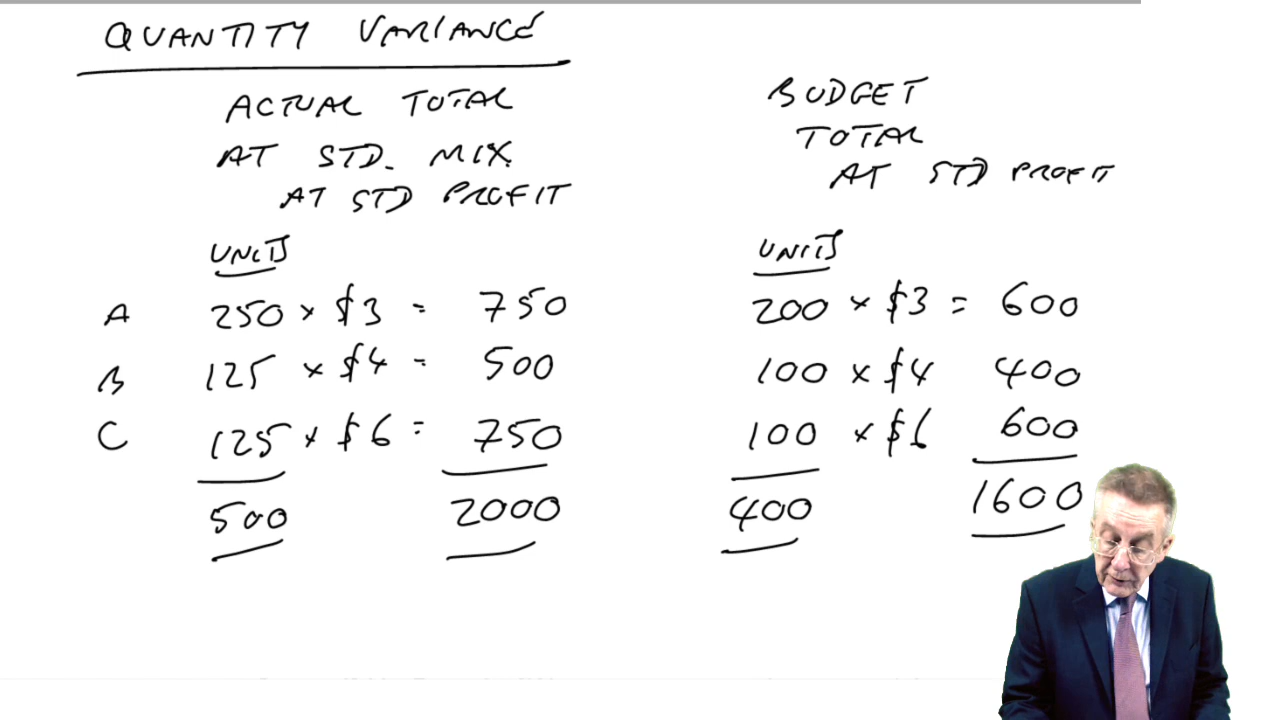 QUANTITY VARIANCE
ACTUAL TOTAL
AT STD. MIX
AT STD PROFIT
UNITS
A 250 × $3 = 750
B 125 × $4 = 500
C 125 × $6 = 750
500 2000
BUDGET
TOTAL
AT STD PROFIT
UNITS
200 × $3 = 600
100 × $4 400
100 × $6 600
400 1600